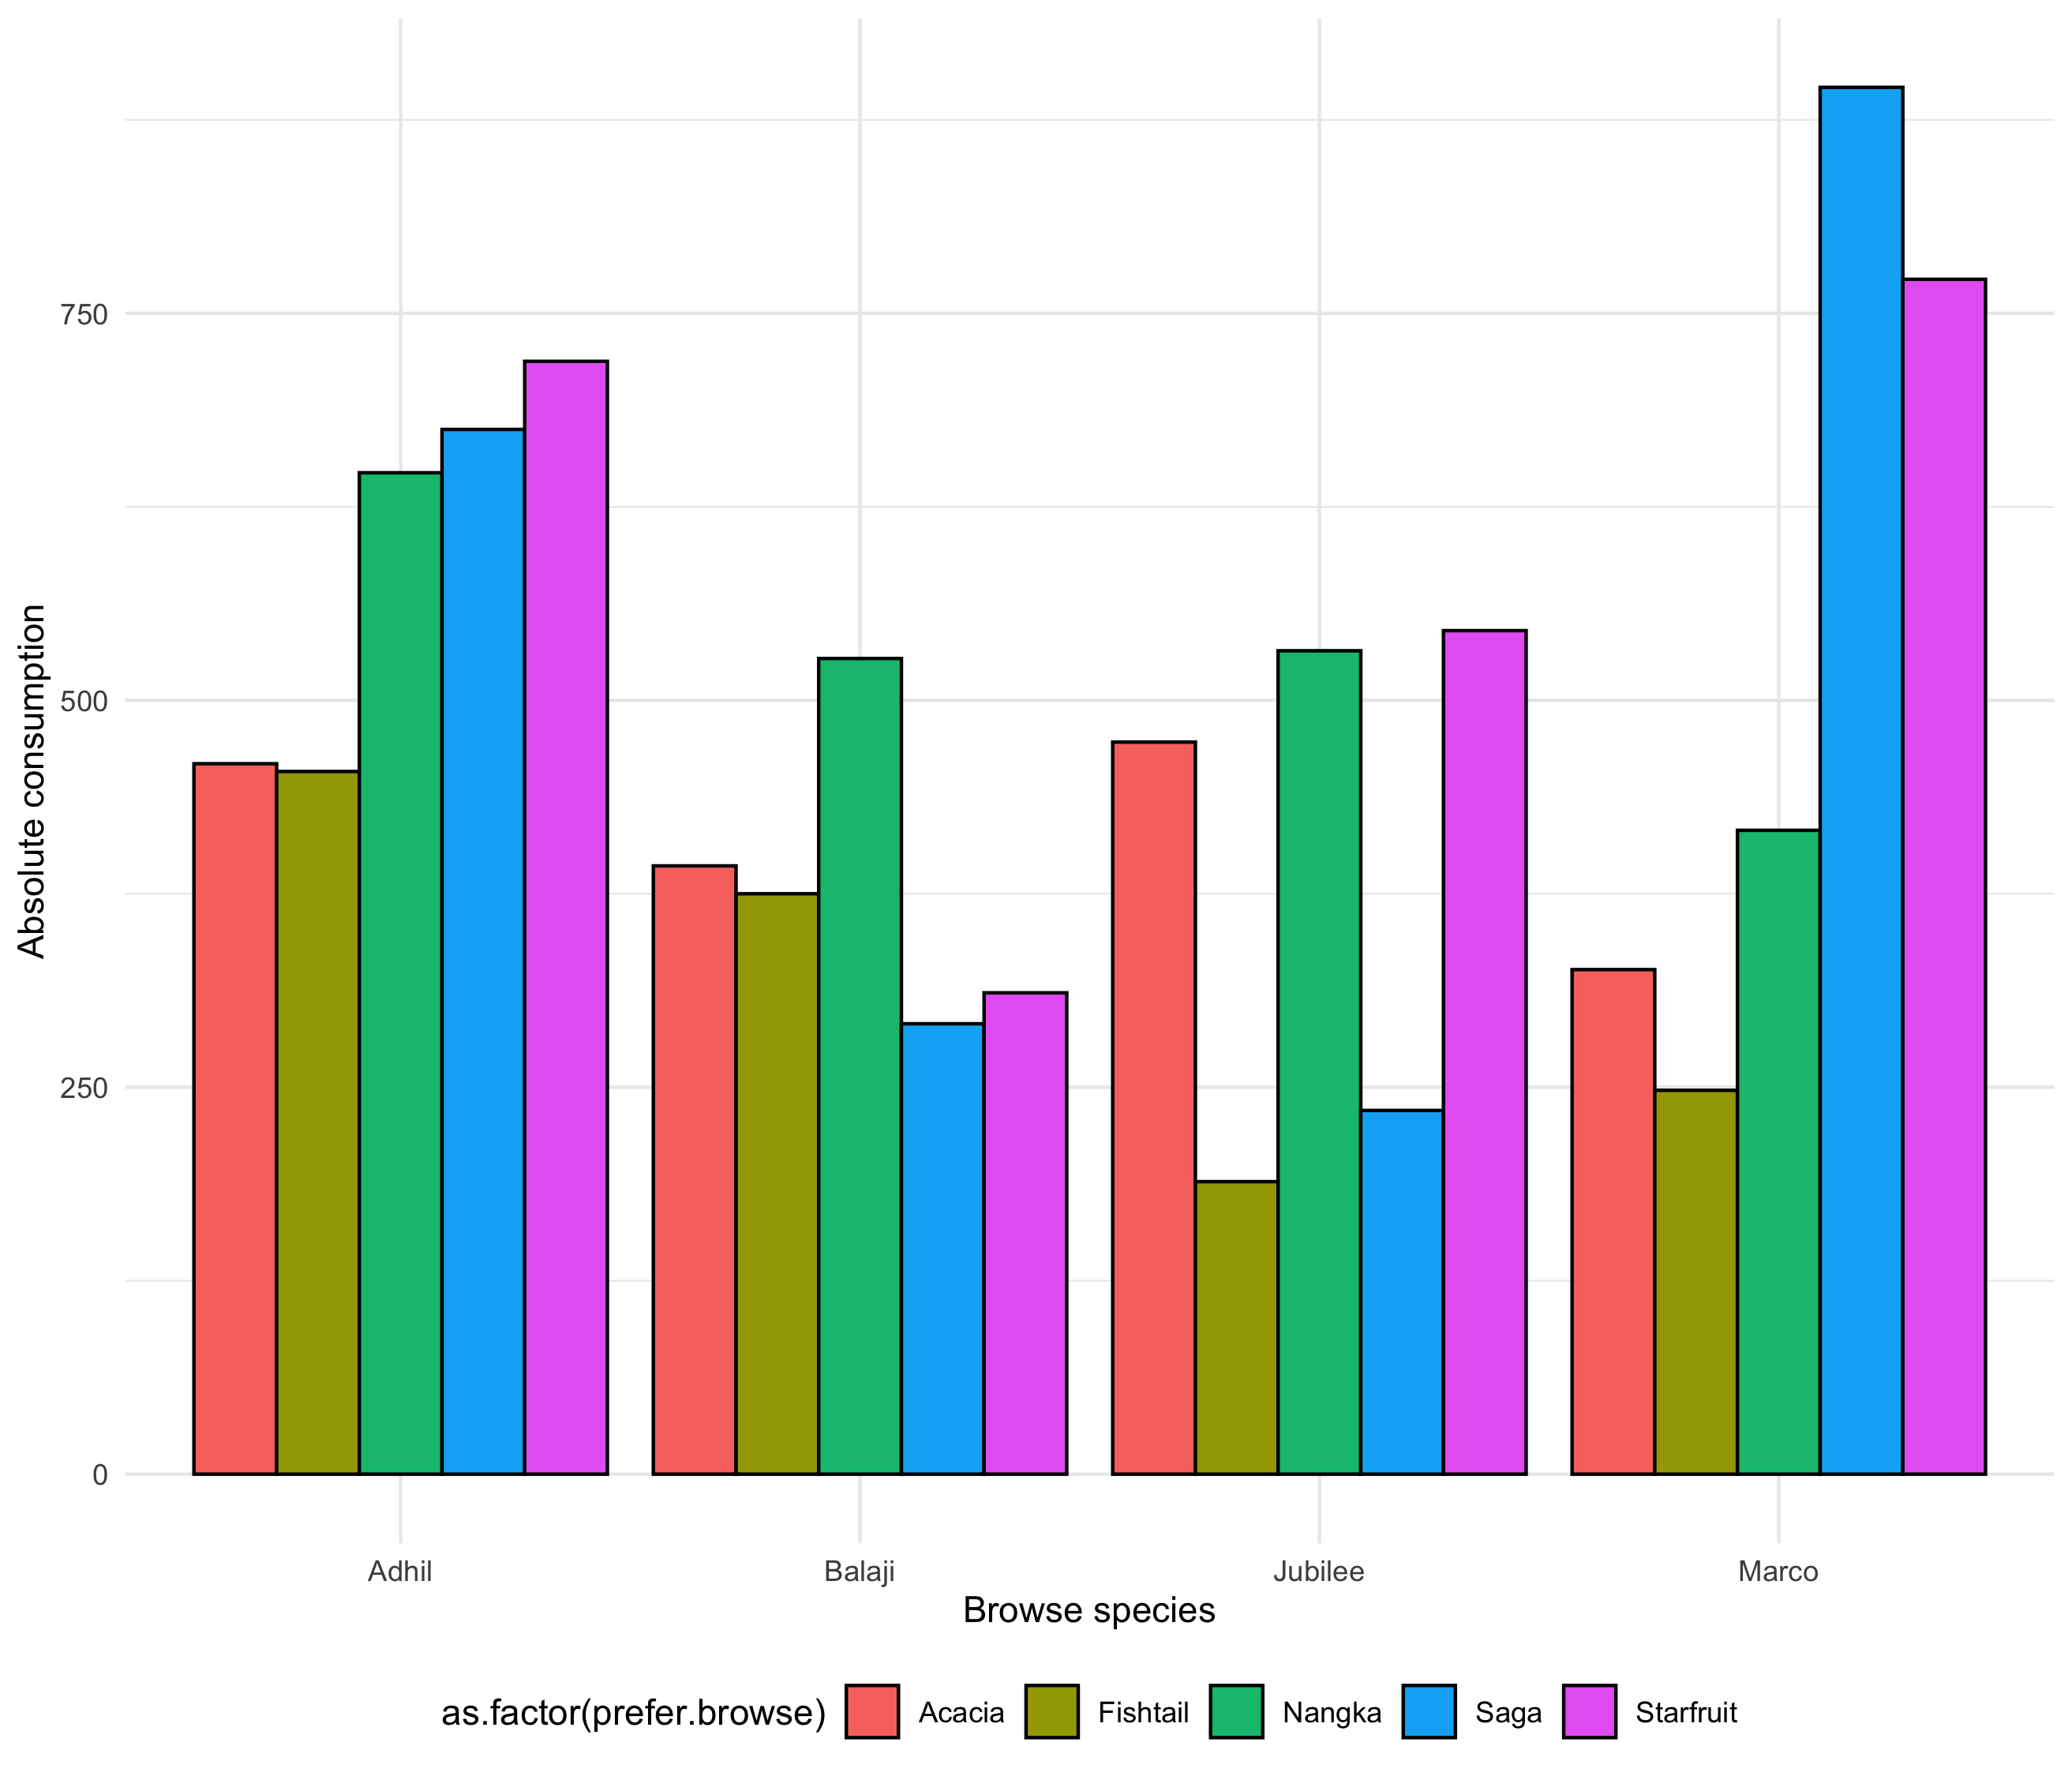 Absolute consumption
750
500
250
0
Adhil Balaji Jubilee Marco
Browse species
as.factor(prefer.browse) Acacia Fishtail Nangka Saga Starfruit